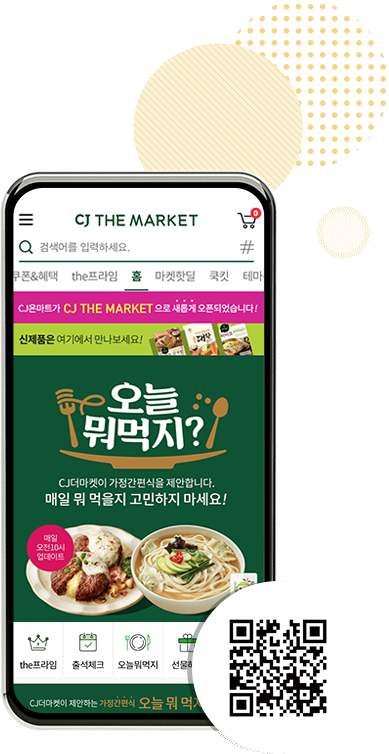 CJ THE MARKET
0
검색어를 입력하세요.
#
쿠폰&혜택 the프라임 홈 마켓핫딜 쿡킷 테마
CJ온마트가 CJ THE MARKET으로 새롭게 오픈되었습니다!
신제품은 여기에서 만나보세요!
오늘
뭐먹지?
CJ더마켓이 가정간편식을 제안합니다.
매일 뭐 먹을지 고민하지 마세요!
매일
오전10시
업데이트
the프라임 출석체크 오늘뭐먹지 선물하
CJ더마켓이 제안하는 가정간편식 오늘 뭐 먹